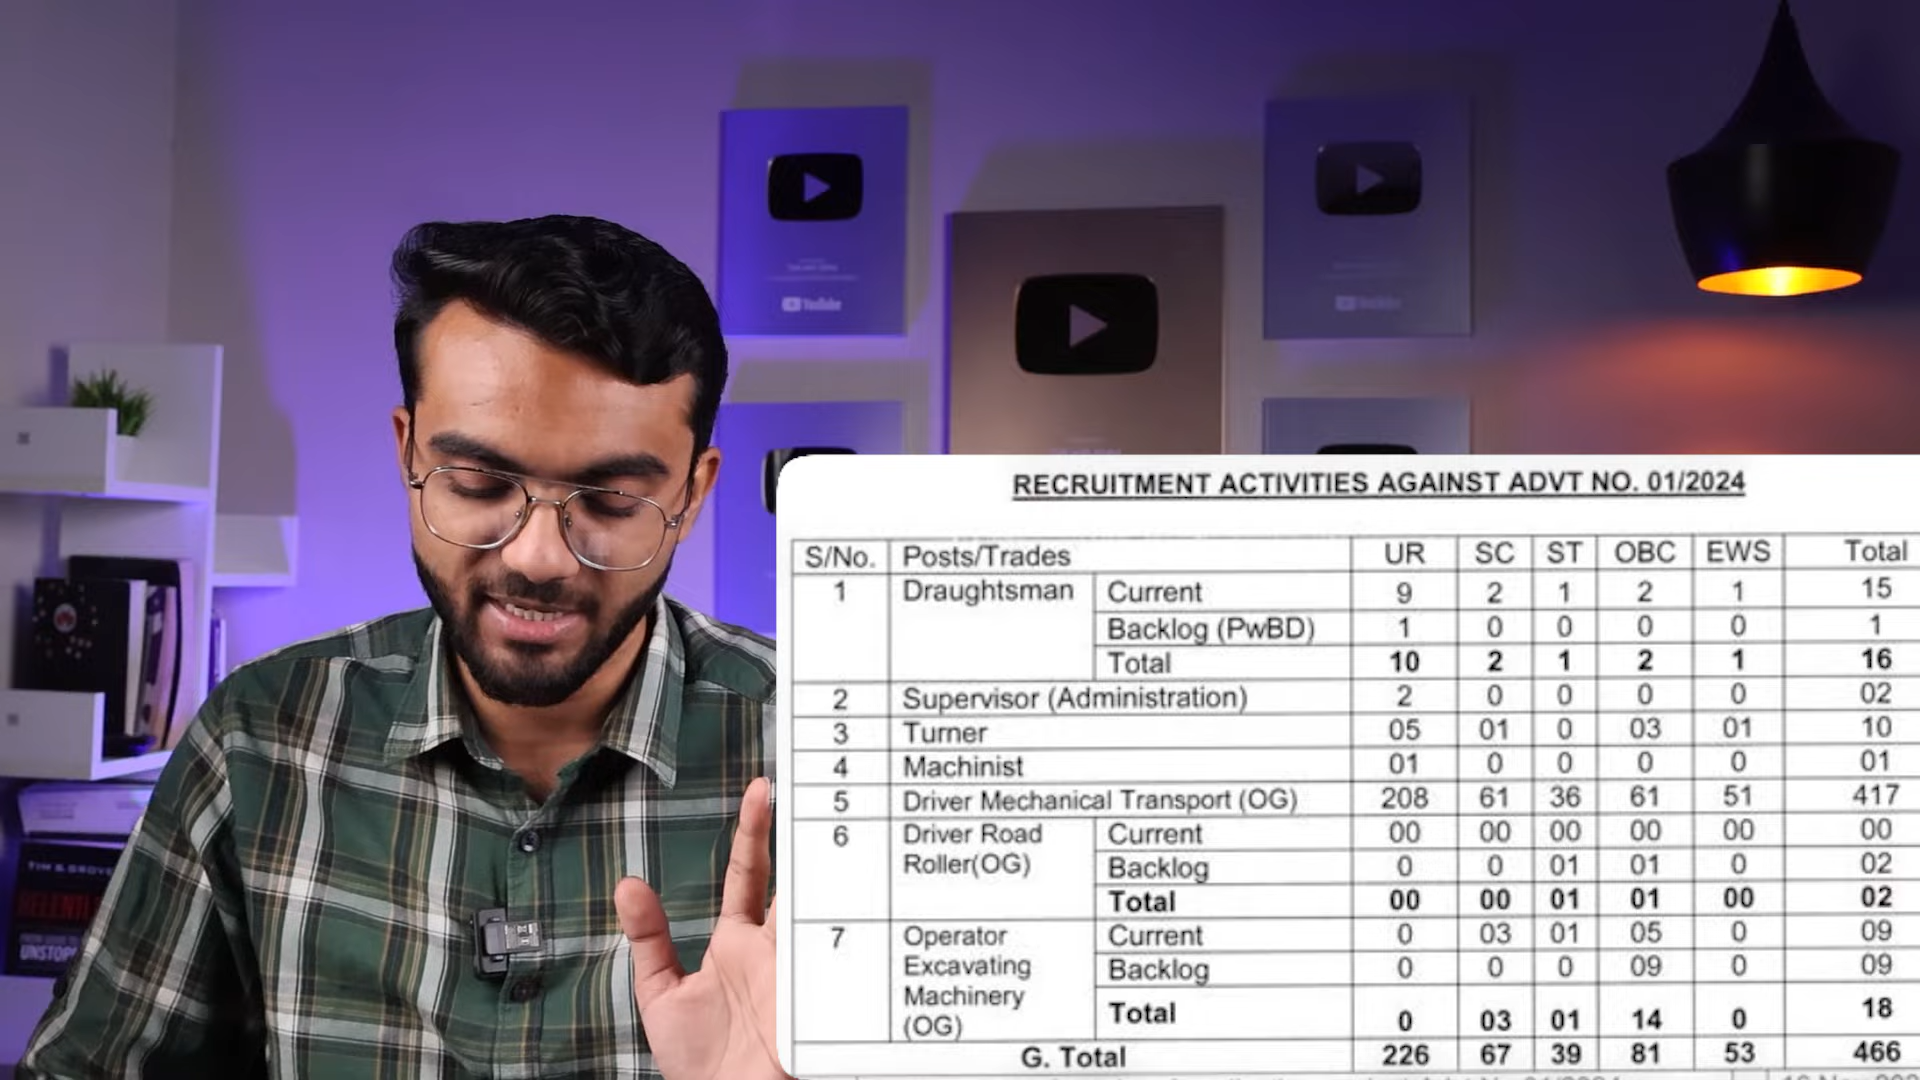 YouTube
YouTube
TIM S. GROVER
RELENTL
UNSTOP
RECRUITMENT ACTIVITIES AGAINST ADVT NO. 01/2024
S/No. Posts/Trades UR SC ST OBC EWS Total
1 Draughtsman Current 9 2 1 2 1 15
Backlog (PwBD) 1 0 0 0 0 1
Total 10 2 1 2 1 16
2 Supervisor (Administration) 2 0 0 0 0 02
3 Turner 05 01 0 03 01 10
4 Machinist 01 0 0 0 0 01
5 Driver Mechanical Transport (OG) 208 61 36 61 51 417
6 Driver Road Current 00 00 00 00 00 00
Roller(OG) Backlog 0 0 01 01 0 02
Total 00 00 01 01 00 02
7 Operator Current 0 03 01 05 0 09
Excavating Backlog 0 0 0 09 0 09
Machinery Total 0 03 01 14 0 18
(OG)
G. Total 226 67 39 81 53 466